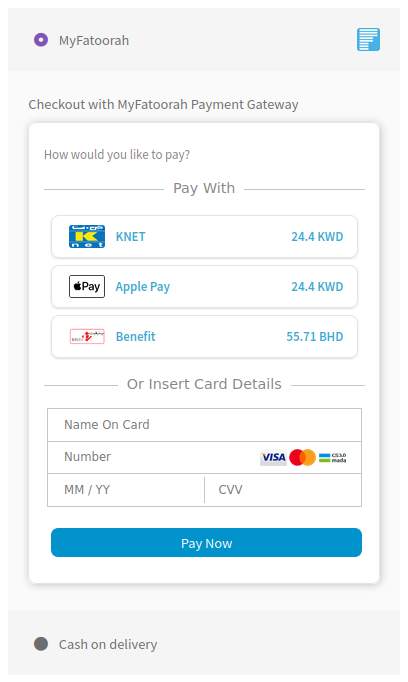 MyFatoorah
Checkout with MyFatoorah Payment Gateway
How would you like to pay?
Pay With
K
net
KNET
24.4 KWD
Pay
Apple Pay
24.4 KWD
Benefit
55.71 BHD
Or Insert Card Details
Name On Card
Number
VISA
mada
MM / YY
CVV
Pay Now
Cash on delivery